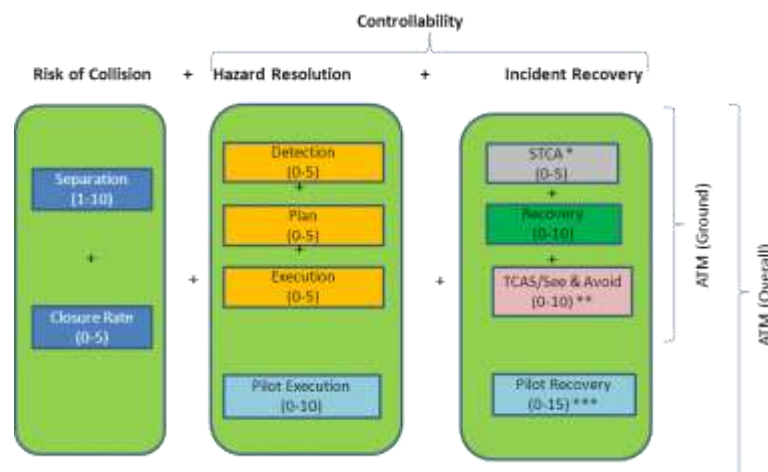 Controllability
Risk of Collision + Hazard Resolution + Incident Recovery
Separation
(1-10)
+
Closure Rate
(0-5)
+
Detection
(0-5)
+
Plan
(0-5)
+
Execution
(0-5)
Pilot Execution
(0-10)
+
STCA *
(0-5)
+
Recovery
(0-10)
+
TCAS/See & Avoid
(0-10) **
Pilot Recovery
(0-15) ***
ATM (Ground)
ATM (Overall)